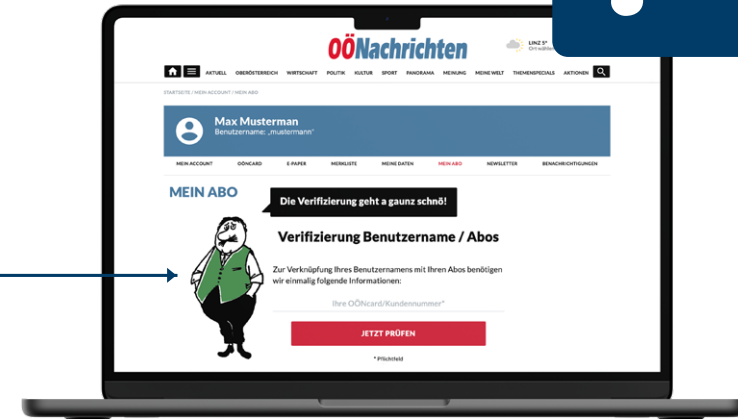 OÖNachrichten
LINZ 5°
Ort wählen
AKTUELL OBERÖSTERREICH WIRTSCHAFT POLITIK KULTUR SPORT PANORAMA MEINUNG MEINE WELT THEMENSPECIALS AKTIONEN
STARTSEITE / MEIN ACCOUNT / MEIN ABO
Max Musterman
Benutzername: „mustermann"
MEIN ACCOUNT OÖNCARD E-PAPER MERKLISTE MEINE DATEN MEIN ABO NEWSLETTER BENACHRICHTIGUNGEN
MEIN ABO
Die Verifizierung geht a gaunz schnö!
Verifizierung Benutzername / Abos
Zur Verknüpfung Ihres Benutzernamens mit Ihren Abos benötigen
wir einmalig folgende Informationen:
Ihre OÖNcard/Kundennummer*
JETZT PRÜFEN
* Pflichtfeld